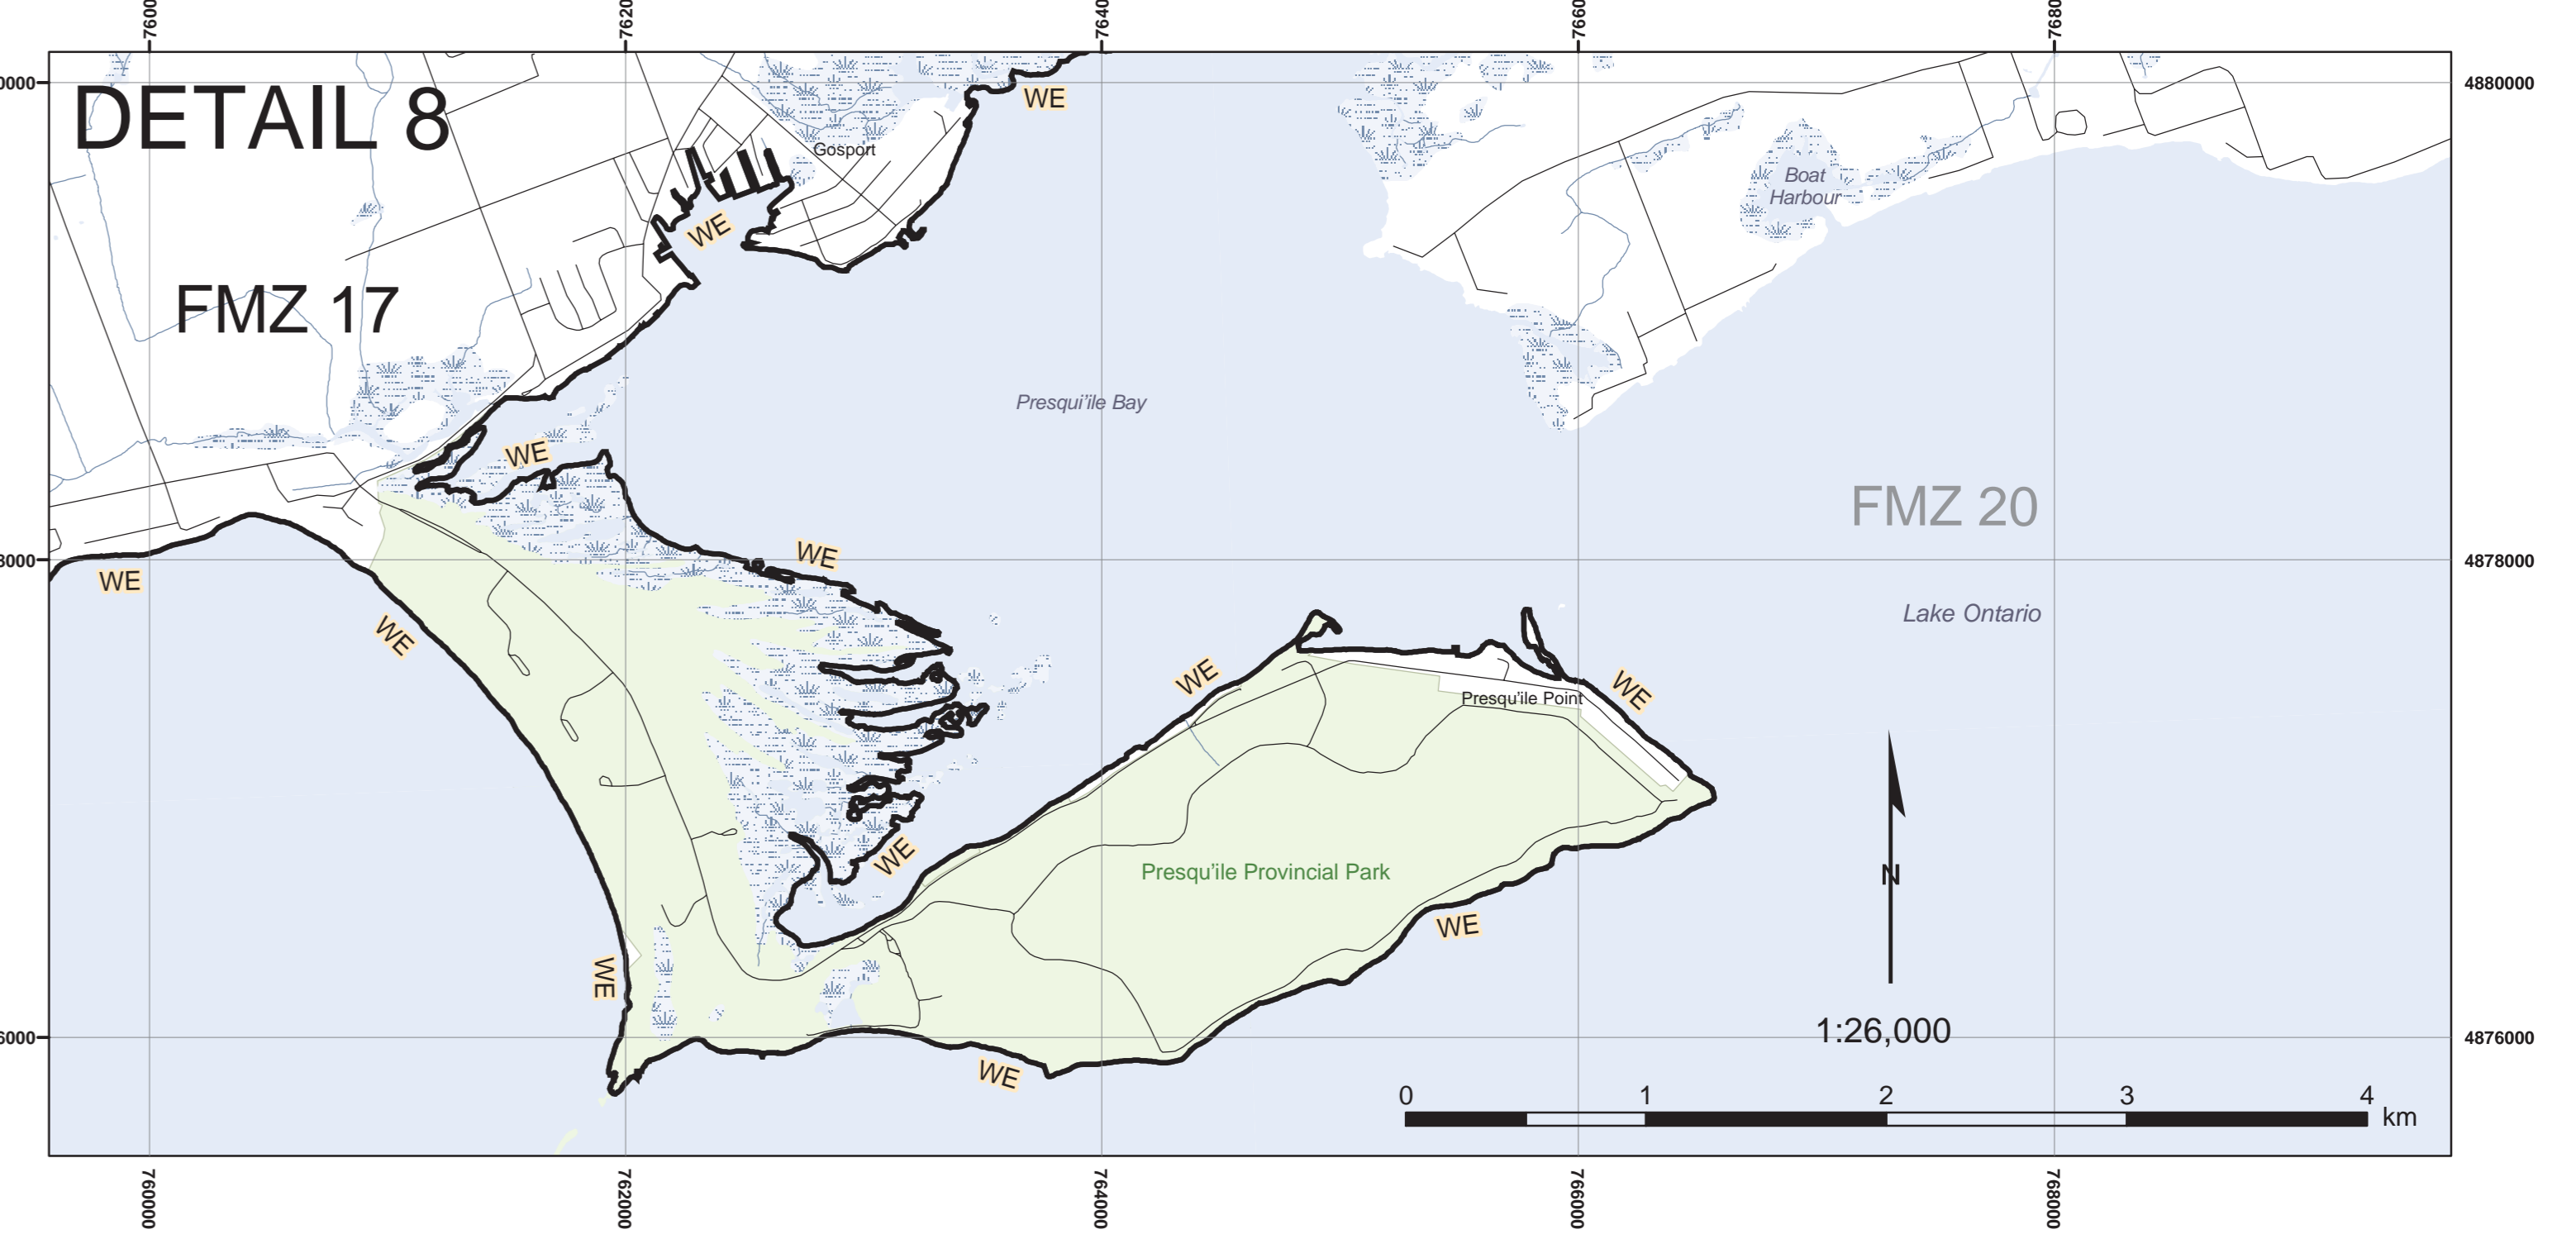 7600
7620
7640
7660
7680
0000
4880000
DETAIL 8
WE
Gosport
Boat
Harbour
WE
FMZ 17
Presqui'ile Bay
WE
FMZ 20
WE
8000
4878000
WE
Lake Ontario
WE
WE
WE
Presqu'ile Point
WE
Presqu'ile Provincial Park
N
WE
WE
1:26,000
6000
4876000
WE
0 1 2 3 4
km
760000
762000
764000
766000
768000